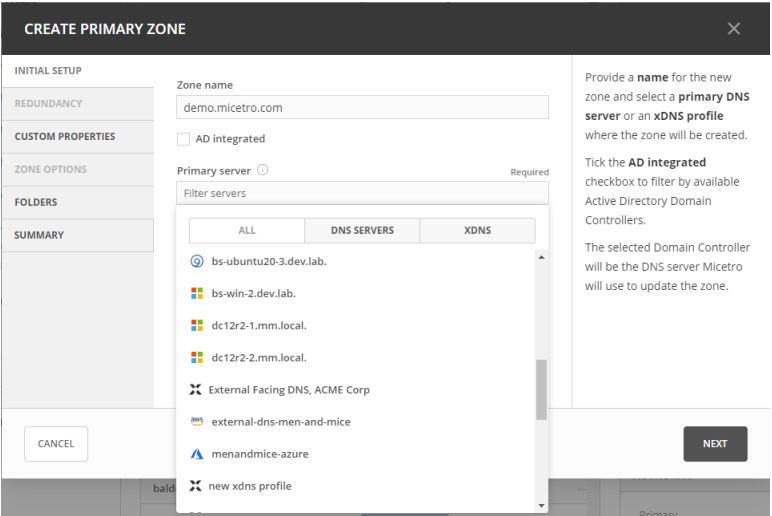 CREATE PRIMARY ZONE
INITIAL SETUP
REDUNDANCY
CUSTOM PROPERTIES
ZONE OPTIONS
FOLDERS
SUMMARY
Zone name
demo.micetro.com
AD integrated
Primary server
Required
Filter servers
ALL
DNS SERVERS
XDNS
bs-ubuntu20-3.dev.lab.
bs-win-2.dev.lab.
dc12r2-1.mm.local.
dc12r2-2.mm.local.
External Facing DNS, ACME Corp
aws
external-dns-men-and-mice
menandmice-azure
new xdns profile
Provide a name for the new
zone and select a primary DNS
server or an xDNS profile
where the zone will be created.
Tick the AD integrated
checkbox to filter by available
Active Directory Domain
Controllers.
The selected Domain Controller
will be the DNS server Micetro
will use to update the zone.
CANCEL
NEXT
Primary